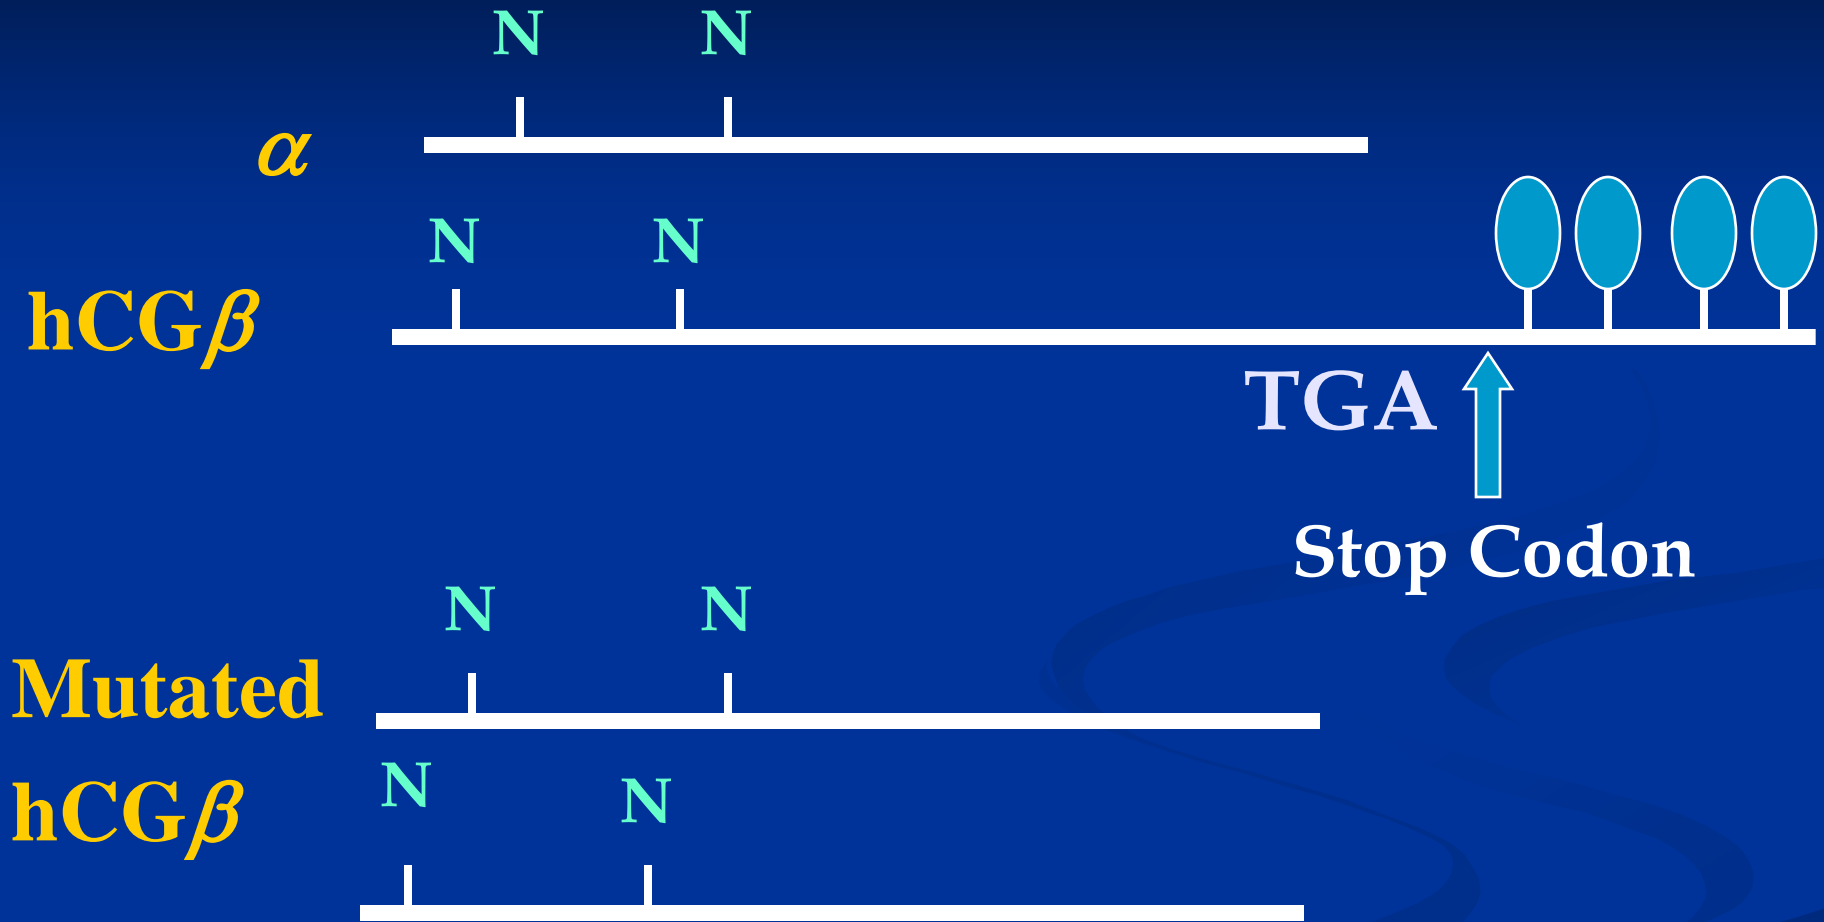 N N
α
N N
hCGβ
TGA
Stop Codon
N N
Mutated
N N
hCGβ